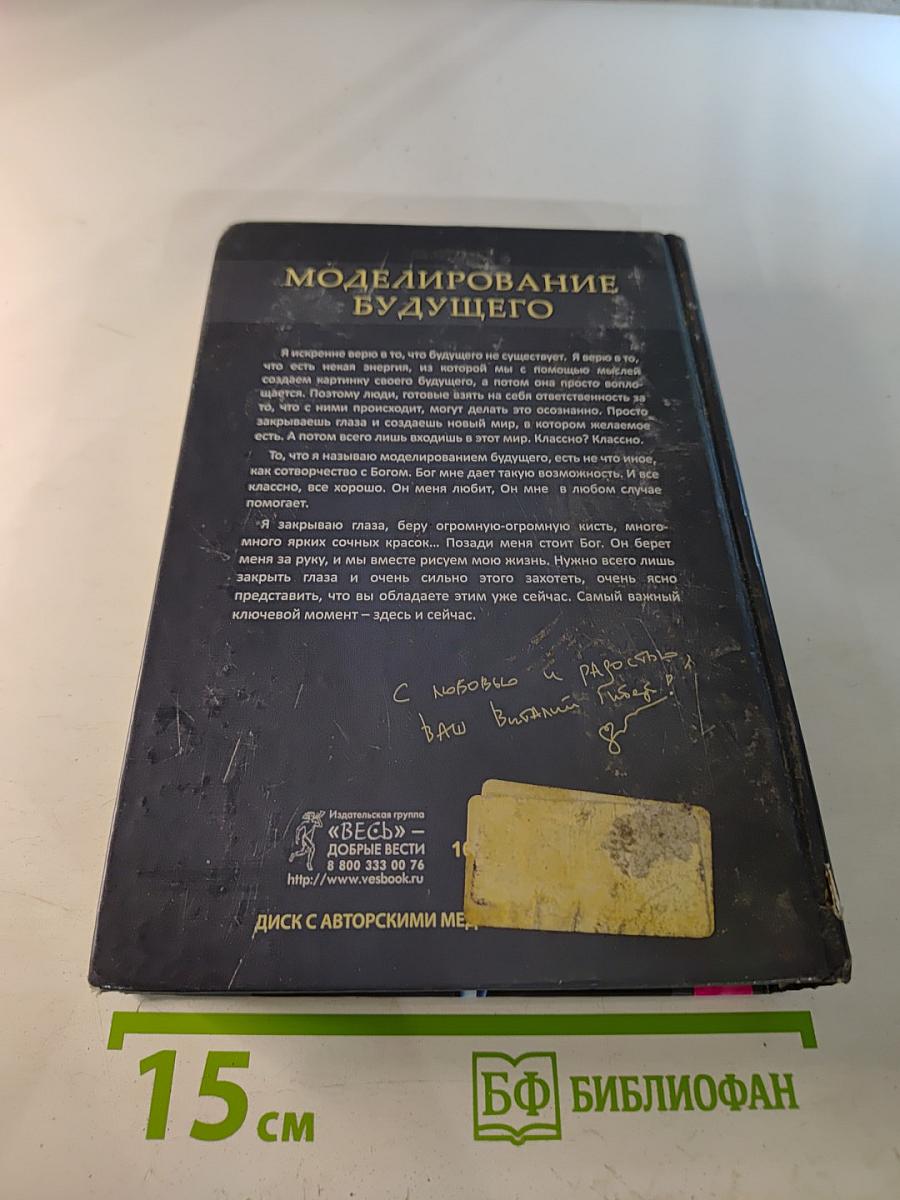 МОДЕЛИРОВАНИЕ
БУДУЩЕГО
Я искренне верю в то, что будущего не существует. Я верю в то,
что есть некая энергия, из которой мы с помощью мыслей
создаем картинку своего будущего, а потом она просто вопло-
щается. Поэтому люди, готовые взять на себя ответственность за
то, что с ними происходит, могут делать это осознанно. Просто
закрываешь глаза и создаешь новый мир, в котором желаемое
есть. А потом всего лишь входишь в этот мир. Классно? Классно.
То, что я называю моделированием будущего, есть не что иное,
как сотворчество с Богом. Бог мне дает такую возможность. И все
классно, все хорошо. Он меня любит, Он мне в любом случае
помогает.
Я закрываю глаза, беру огромную-огромную кисть, много-
много ярких сочных красок... Позади меня стоит Бог. Он берет
меня за руку, и мы вместе рисуем мою жизнь. Нужно всего лишь
закрыть глаза и очень сильно этого захотеть, очень ясно
представить, что вы обладаете этим уже сейчас. Самый важный
ключевой момент – здесь и сейчас.
С любовью и радостью,
ваш Виталий Гиберт!
Издательская группа
«ВЕСЬ» –
ДОБРЫЕ ВЕСТИ
8 800 333 00 76
http://www.vesbook.ru
16
ДИСК С АВТОРСКИМИ МЕД
15 см
БФ БИБЛИОФАН